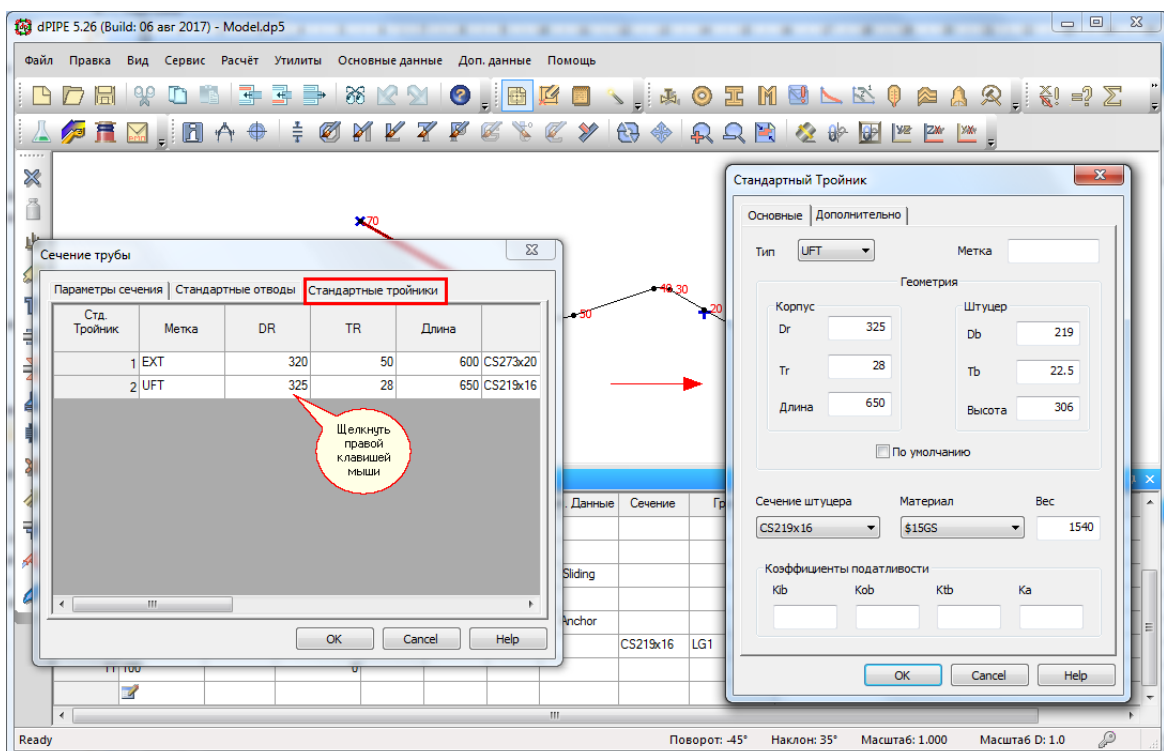 dPIPE 5.26 (Build: 06 авг 2017) - Model.dp5
Файл Правка Вид Сервис Расчёт Утилиты Основные данные Доп. данные Помощь
70
40 30
20
50
Сечение трубы
Параметры сечения Стандартные отводы Стандартные тройники
Стд. Тройник Метка DR TR Длина
1 EXT 320 50 600 CS273x20
2 UFT 325 28 650 CS219x16
Щелкнуть
правой
клавишей
мыши
OK Cancel Help
Стандартный Тройник
Основные Дополнительно
Тип UFT Метка
Геометрия
Корпус Штуцер
Dr 325 Db 219
Tr 28 Tb 22.5
Длина 650 Высота 306
По умолчанию
Сечение штуцера Материал Вес
CS219x16 $15GS 1540
Коэффициенты податливости
Kib Kob Ktb Ka
OK Cancel Help
. Данные Сечение Гр
Sliding
Anchor
CS219x16 LG1
11 100 0
Ready Поворот: -45° Наклон: 35° Масштаб: 1.000 Масштаб D: 1.0